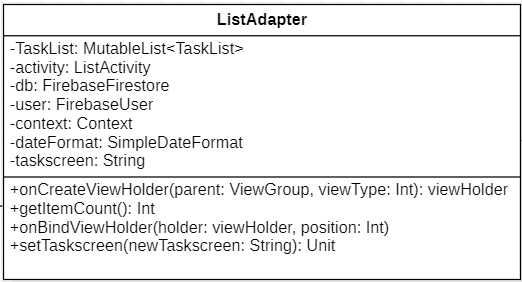 ListAdapter
-TaskList: MutableList<TaskList>
-activity: ListActivity
-db: FirebaseFirestore
-user: FirebaseUser
-context: Context
-dateFormat: SimpleDateFormat
-taskscreen: String
+onCreateViewHolder(parent: ViewGroup, viewType: Int): viewHolder
+getItemCount(): Int
+onBindViewHolder(holder: viewHolder, position: Int)
+setTaskscreen(newTaskscreen: String): Unit